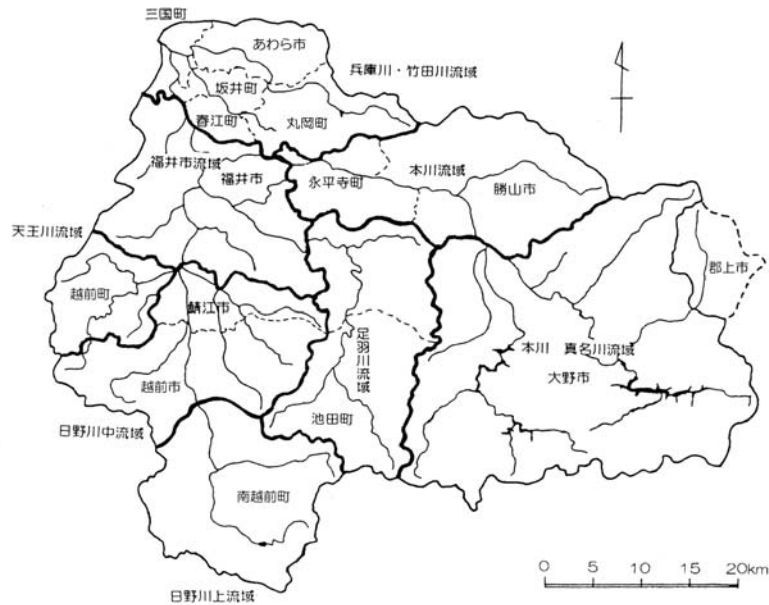 三国町
あわら市
兵庫川・竹田川流域
坂井町
春江町
丸岡町
福井市流域
福井市
永平寺町
本川流域
勝山市
天王川流域
郡上市
越前町
鯖江市
足羽川流域
本川 真名川流域
大野市
越前市
池田町
日野川中流域
南越前町
日野川上流域
0 5 10 15 20km